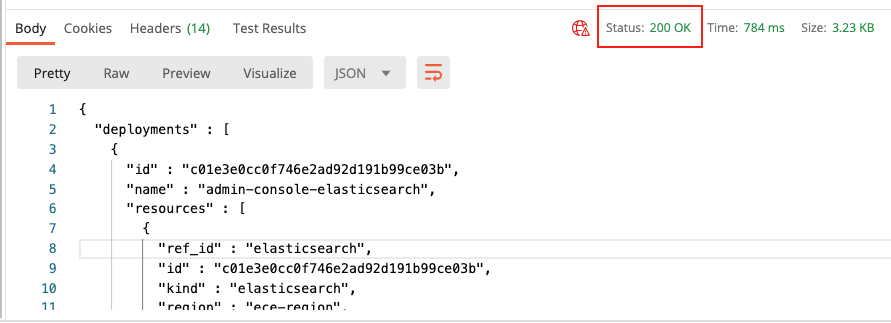 Body Cookies Headers (14) Test Results Status: 200 OK Time: 784 ms Size: 3.23 KB
Pretty Raw Preview Visualize JSON
1 {
2 "deployments" : [
3 {
4 "id" : "c01e3e0cc0f746e2ad92d191b99ce03b",
5 "name" : "admin-console-elasticsearch",
6 "resources" : [
7 {
8 "ref_id" : "elasticsearch",
9 "id" : "c01e3e0cc0f746e2ad92d191b99ce03b",
10 "kind" : "elasticsearch",
11 "region" : "ece-region",